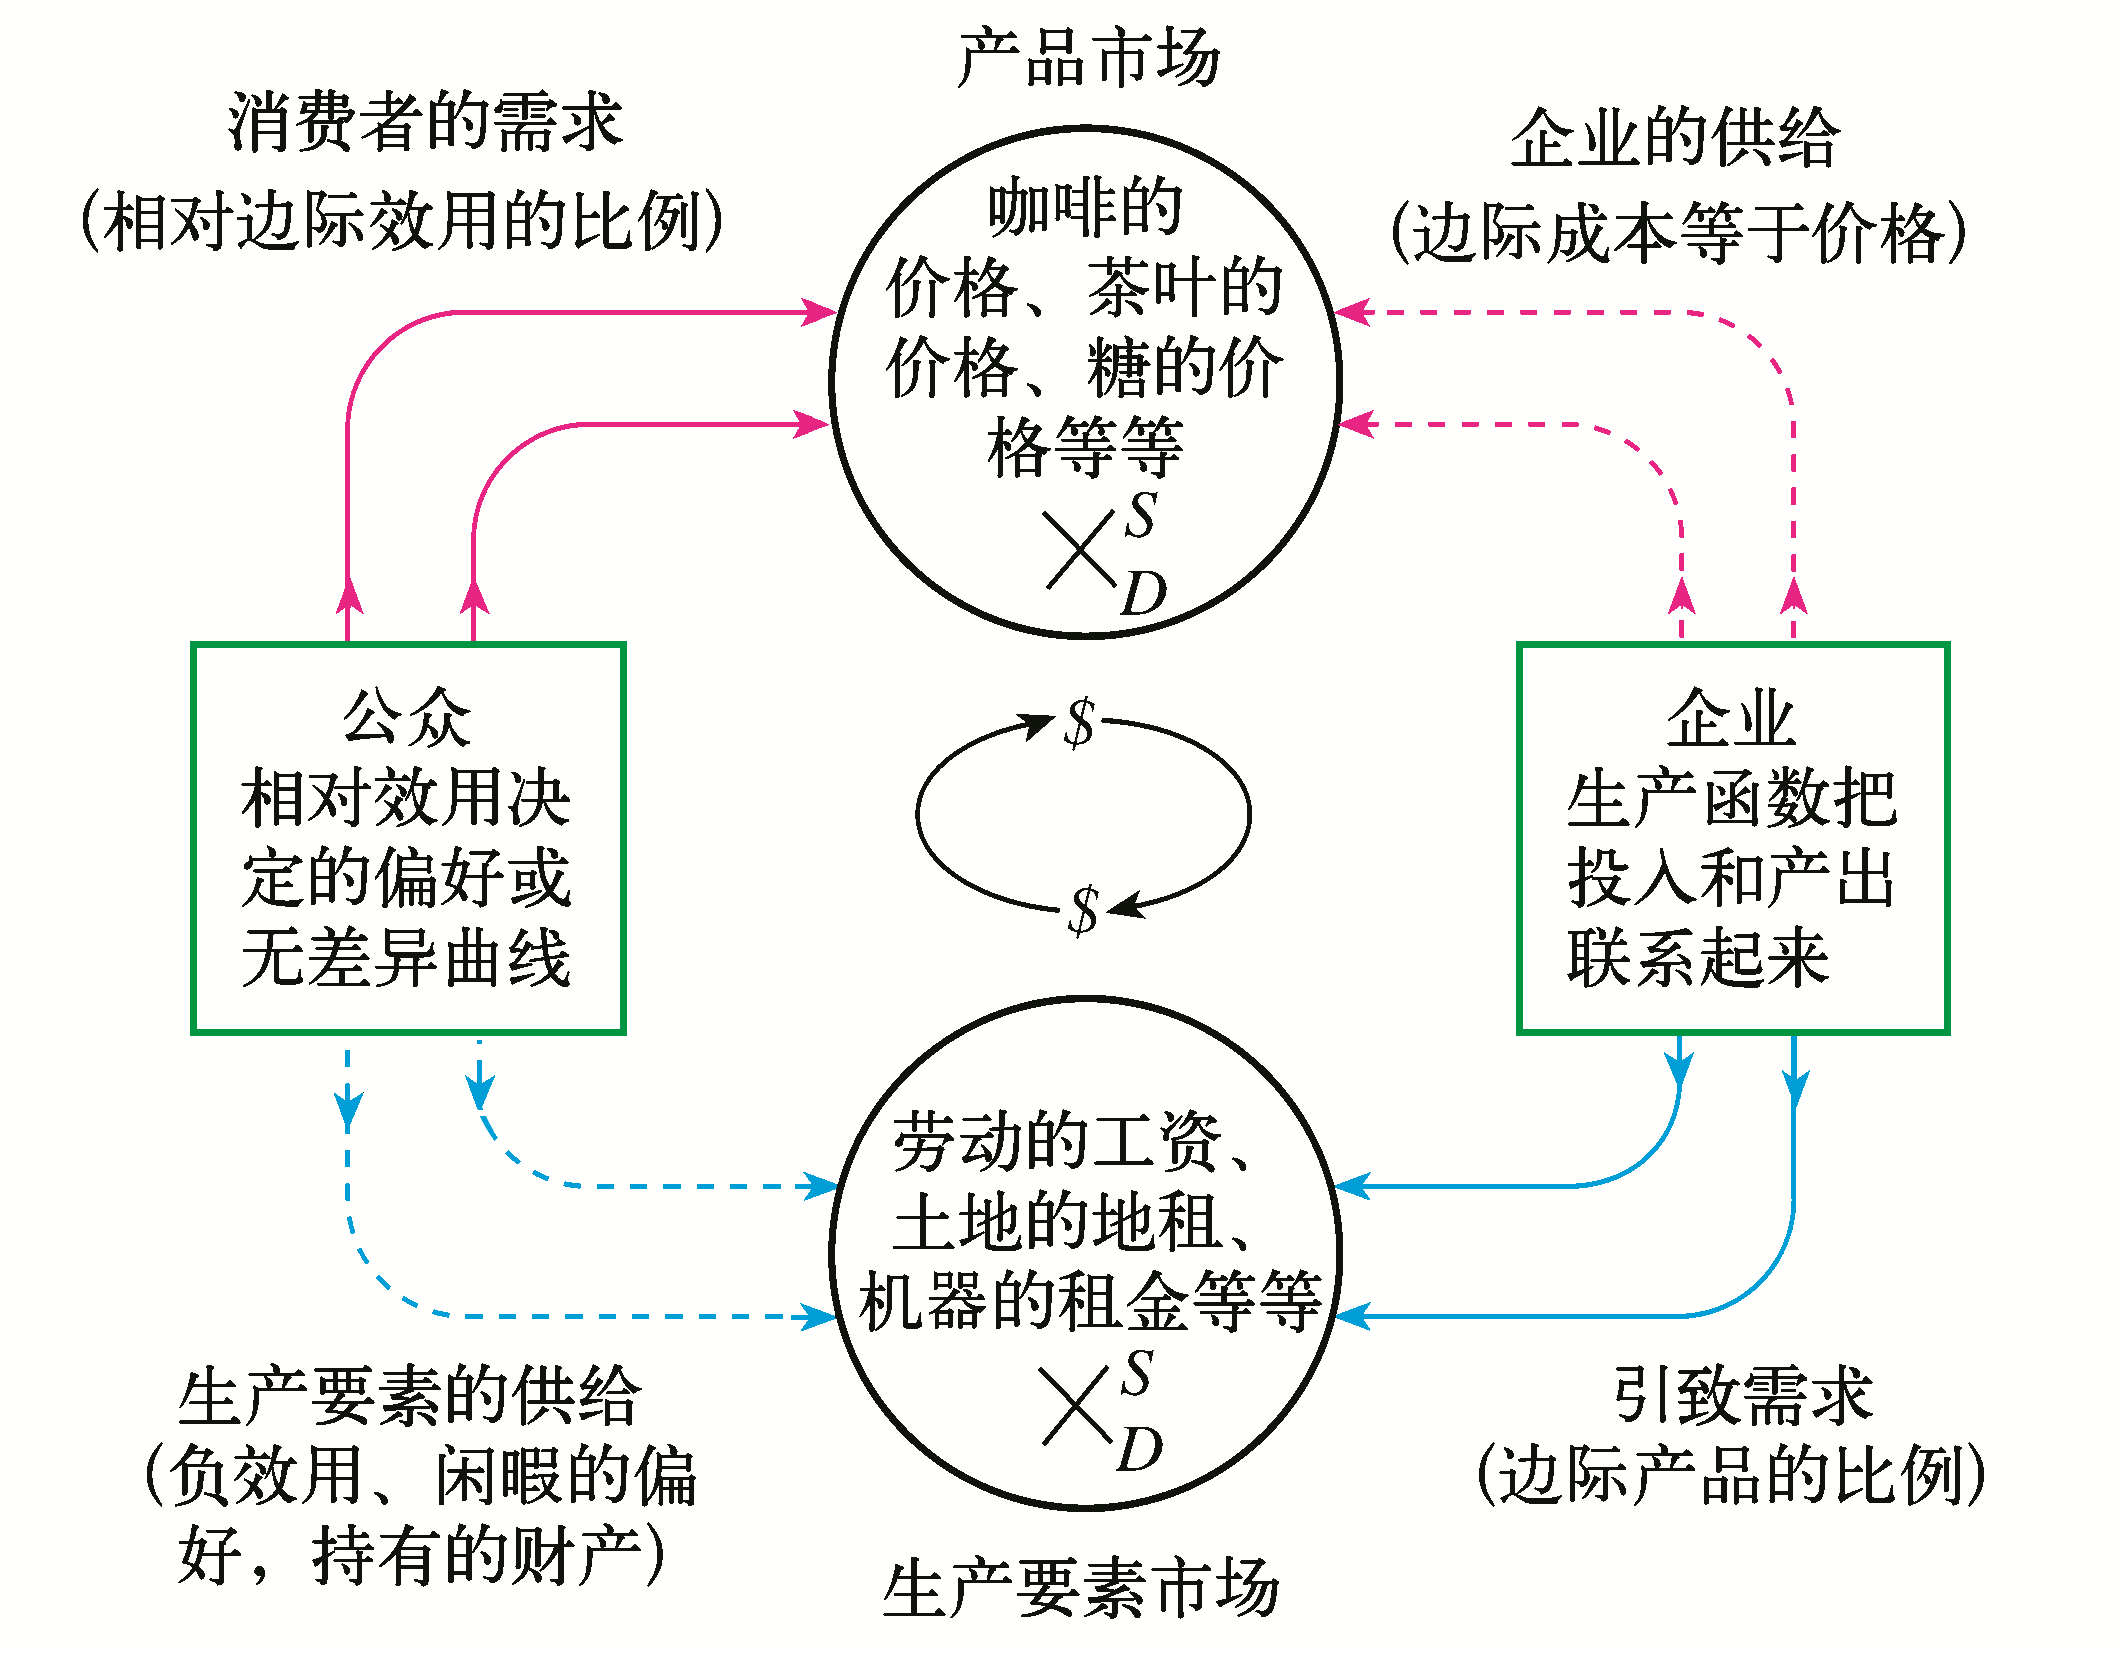 产品市场
消费者的需求
(相对边际效用的比例)
企业的供给
(边际成本等于价格)
咖啡的
价格、茶叶的
价格、糖的价
格等等
S
D
公众
相对效用决
定的偏好或
无差异曲线
$
$
企业
生产函数把
投入和产出
联系起来
劳动的工资、
土地的地租、
机器的租金等等
S
D
生产要素的供给
(负效用、闲暇的偏
好，持有的财产)
引致需求
(边际产品的比例)
生产要素市场